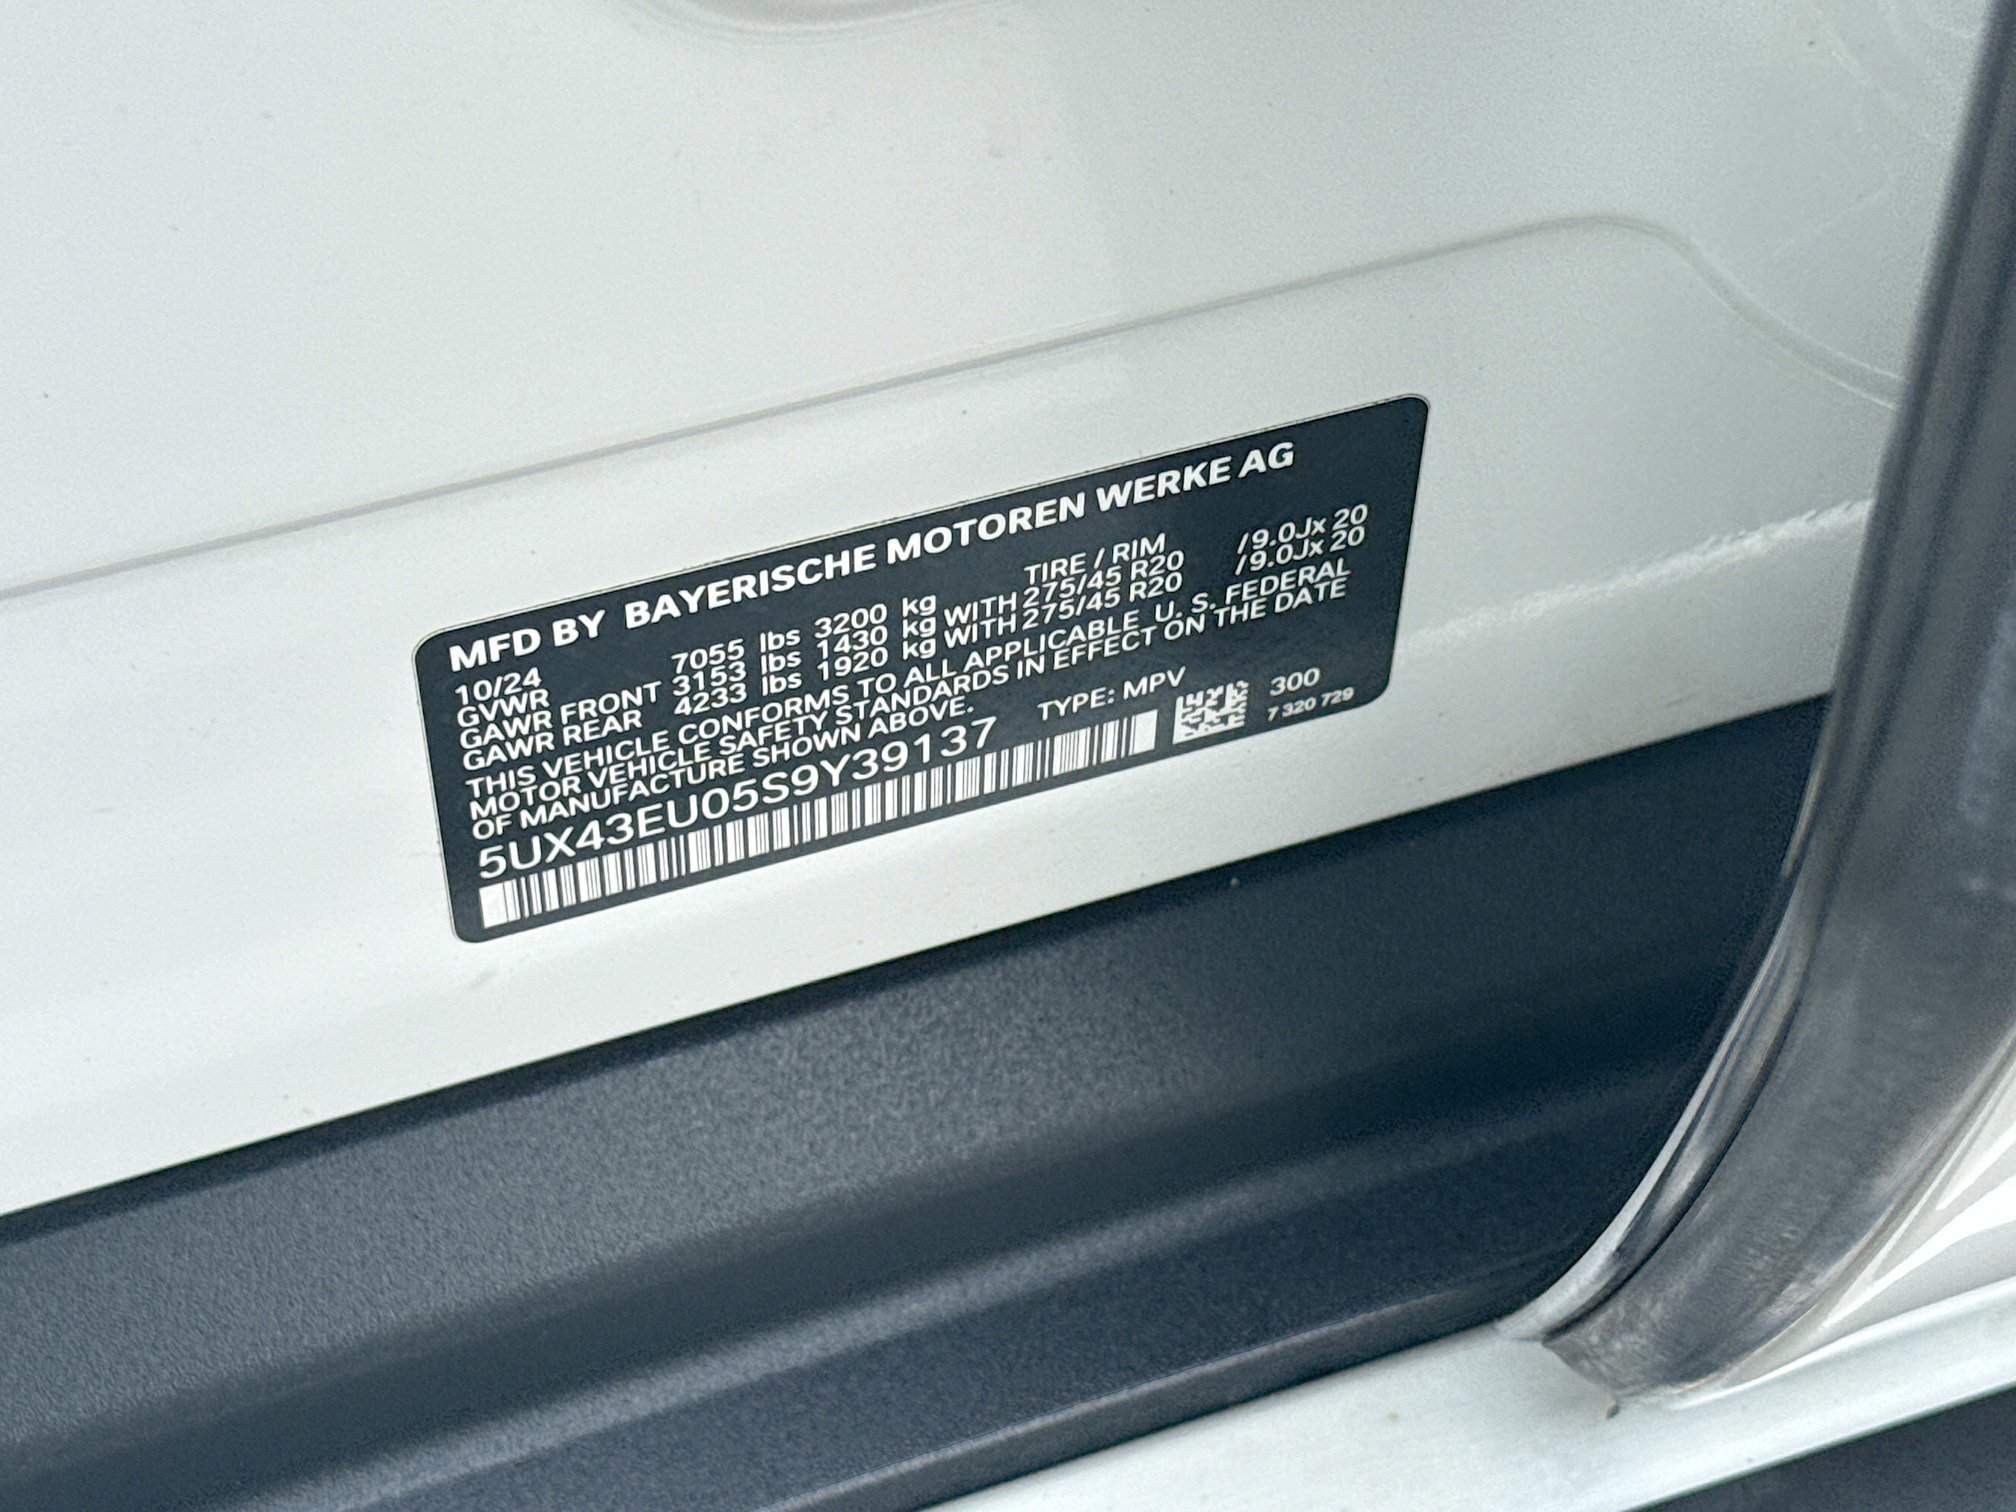 MFD BY BAYERISCHE MOTOREN WERKE AG
10/24 TIRE / RIM
GVWR 7055 lbs 3200 kg
GAWR FRONT 3153 lbs 1430 kg WITH 275/45 R20 /9.0Jx 20
GAWR REAR 4233 lbs 1920 kg WITH 275/45 R20 /9.0Jx 20
THIS VEHICLE CONFORMS TO ALL APPLICABLE U. S. FEDERAL
MOTOR VEHICLE SAFETY STANDARDS IN EFFECT ON THE DATE
OF MANUFACTURE SHOWN ABOVE.
5UX43EU05S9Y39137 TYPE: MPV
300
7 320 729